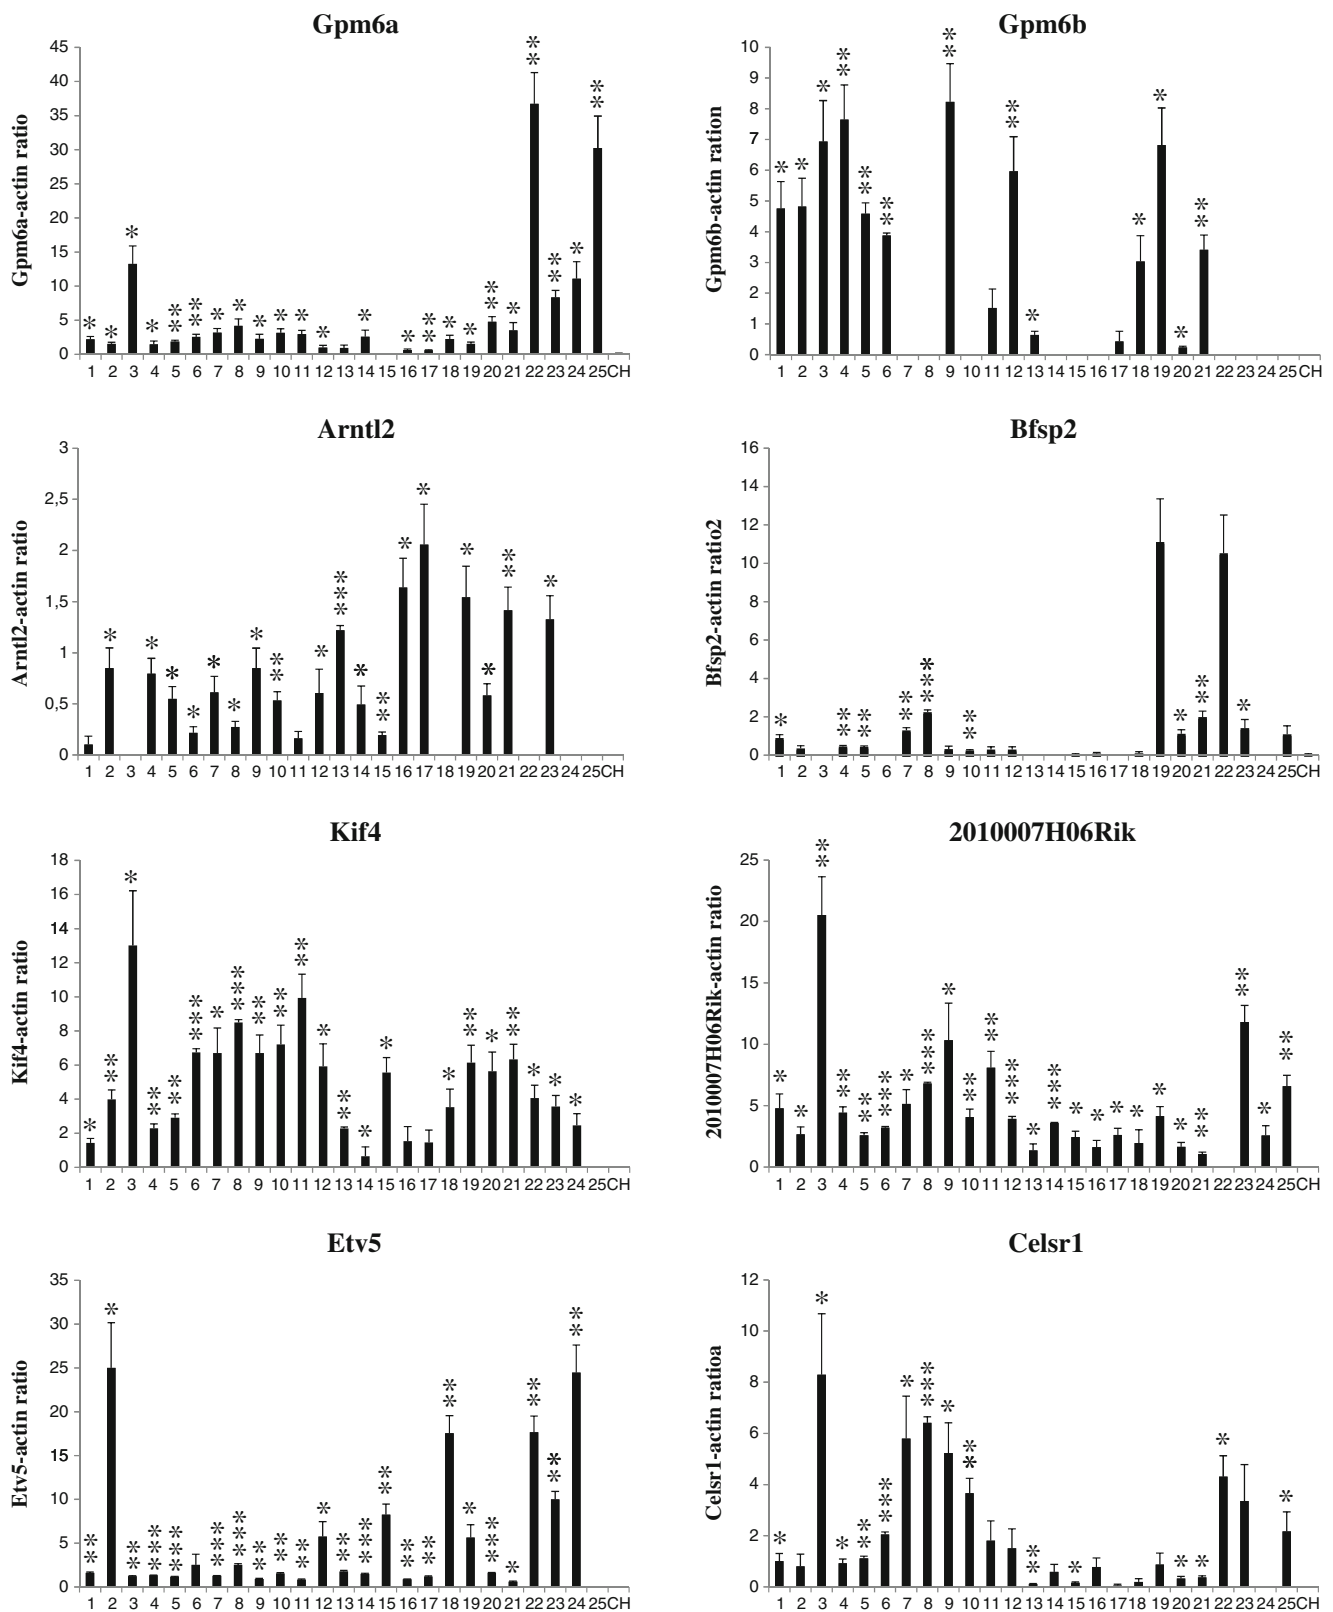 Gpm6a
Gpm6a-actin ratio
45
40
35
30
25
20
15
10
5
0
1 2 3 4 5 6 7 8 9 10 11 12 13 14 15 16 17 18 19 20 21 22 23 24 25CH
Gpm6b
Gpm6b-actin ration
10
9
8
7
6
5
4
3
2
1
0
1 2 3 4 5 6 7 8 9 10 11 12 13 14 15 16 17 18 19 20 21 22 23 24 25CH
Arntl2
Arntl2-actin ratio
3
2,5
2
1,5
1
0,5
0
1 2 3 4 5 6 7 8 9 10 11 12 13 14 15 16 17 18 19 20 21 22 23 24 25CH
Bfsp2
Bfsp2-actin ratio2
16
14
12
10
8
6
4
2
0
1 2 3 4 5 6 7 8 9 10 11 12 13 14 15 16 17 18 19 20 21 22 23 24 25CH
Kif4
Kif4-actin ratio
18
16
14
12
10
8
6
4
2
0
1 2 3 4 5 6 7 8 9 10 11 12 13 14 15 16 17 18 19 20 21 22 23 24 25CH
2010007H06Rik
2010007H06Rik-actin ratio
25
20
15
10
5
0
1 2 3 4 5 6 7 8 9 10 11 12 13 14 15 16 17 18 19 20 21 22 23 24 25CH
Etv5
Etv5-actin ratio
35
30
25
20
15
10
5
0
1 2 3 4 5 6 7 8 9 10 11 12 13 14 15 16 17 18 19 20 21 22 23 24 25CH
Celsr1
Celsr1-actin ratioa
12
10
8
6
4
2
0
1 2 3 4 5 6 7 8 9 10 11 12 13 14 15 16 17 18 19 20 21 22 23 24 25CH